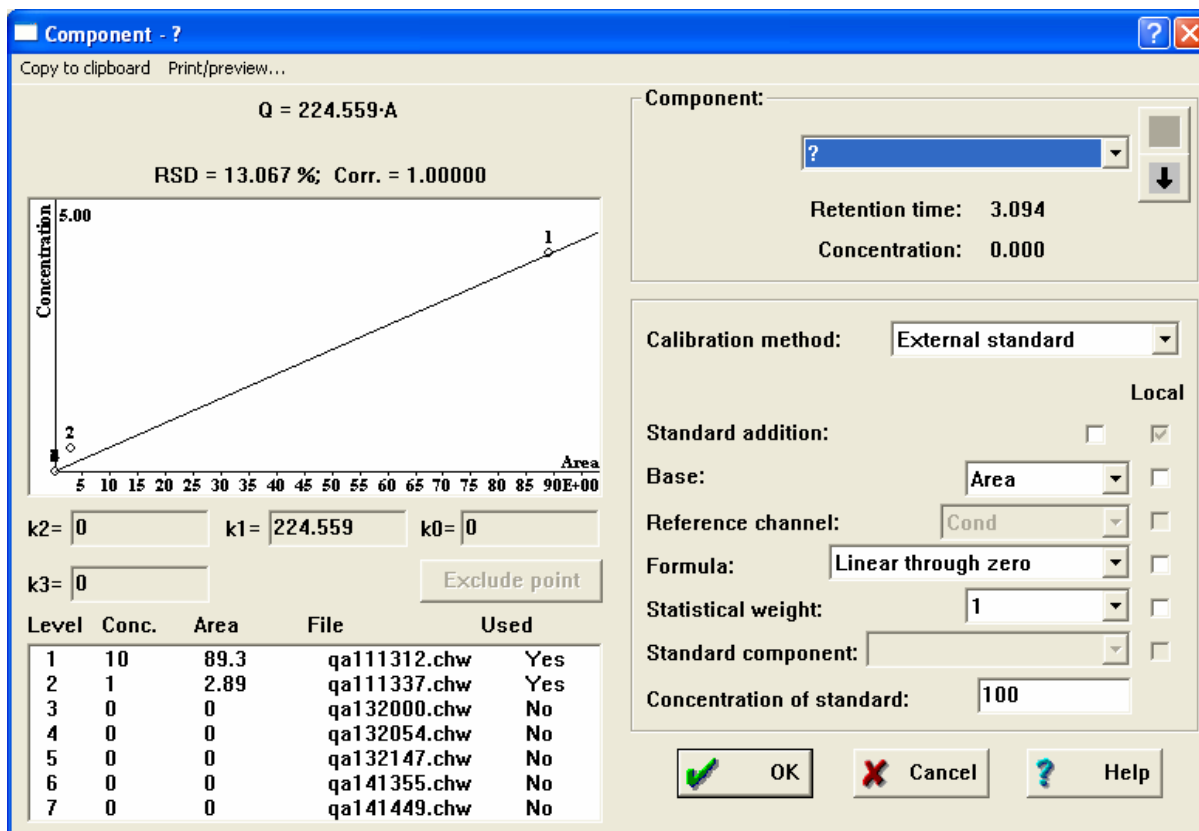 Component - ?
Copy to clipboard Print/preview...
Q = 224.559·A
RSD = 13.067 %; Corr. = 1.00000
Concentration
5.00
1
2
Area
5 10 15 20 25 30 35 40 45 50 55 60 65 70 75 80 85 90E+00
k2= 0 k1= 224.559 k0= 0
k3= 0 Exclude point
Level Conc. Area File Used
1 10 89.3 qa111312.chw Yes
2 1 2.89 qa111337.chw Yes
3 0 0 qa132000.chw No
4 0 0 qa132054.chw No
5 0 0 qa132147.chw No
6 0 0 qa141355.chw No
7 0 0 qa141449.chw No
Component:
?
Retention time: 3.094
Concentration: 0.000
Calibration method: External standard
Local
Standard addition:
Base: Area
Reference channel: Cond
Formula: Linear through zero
Statistical weight: 1
Standard component:
Concentration of standard: 100
OK Cancel ? Help